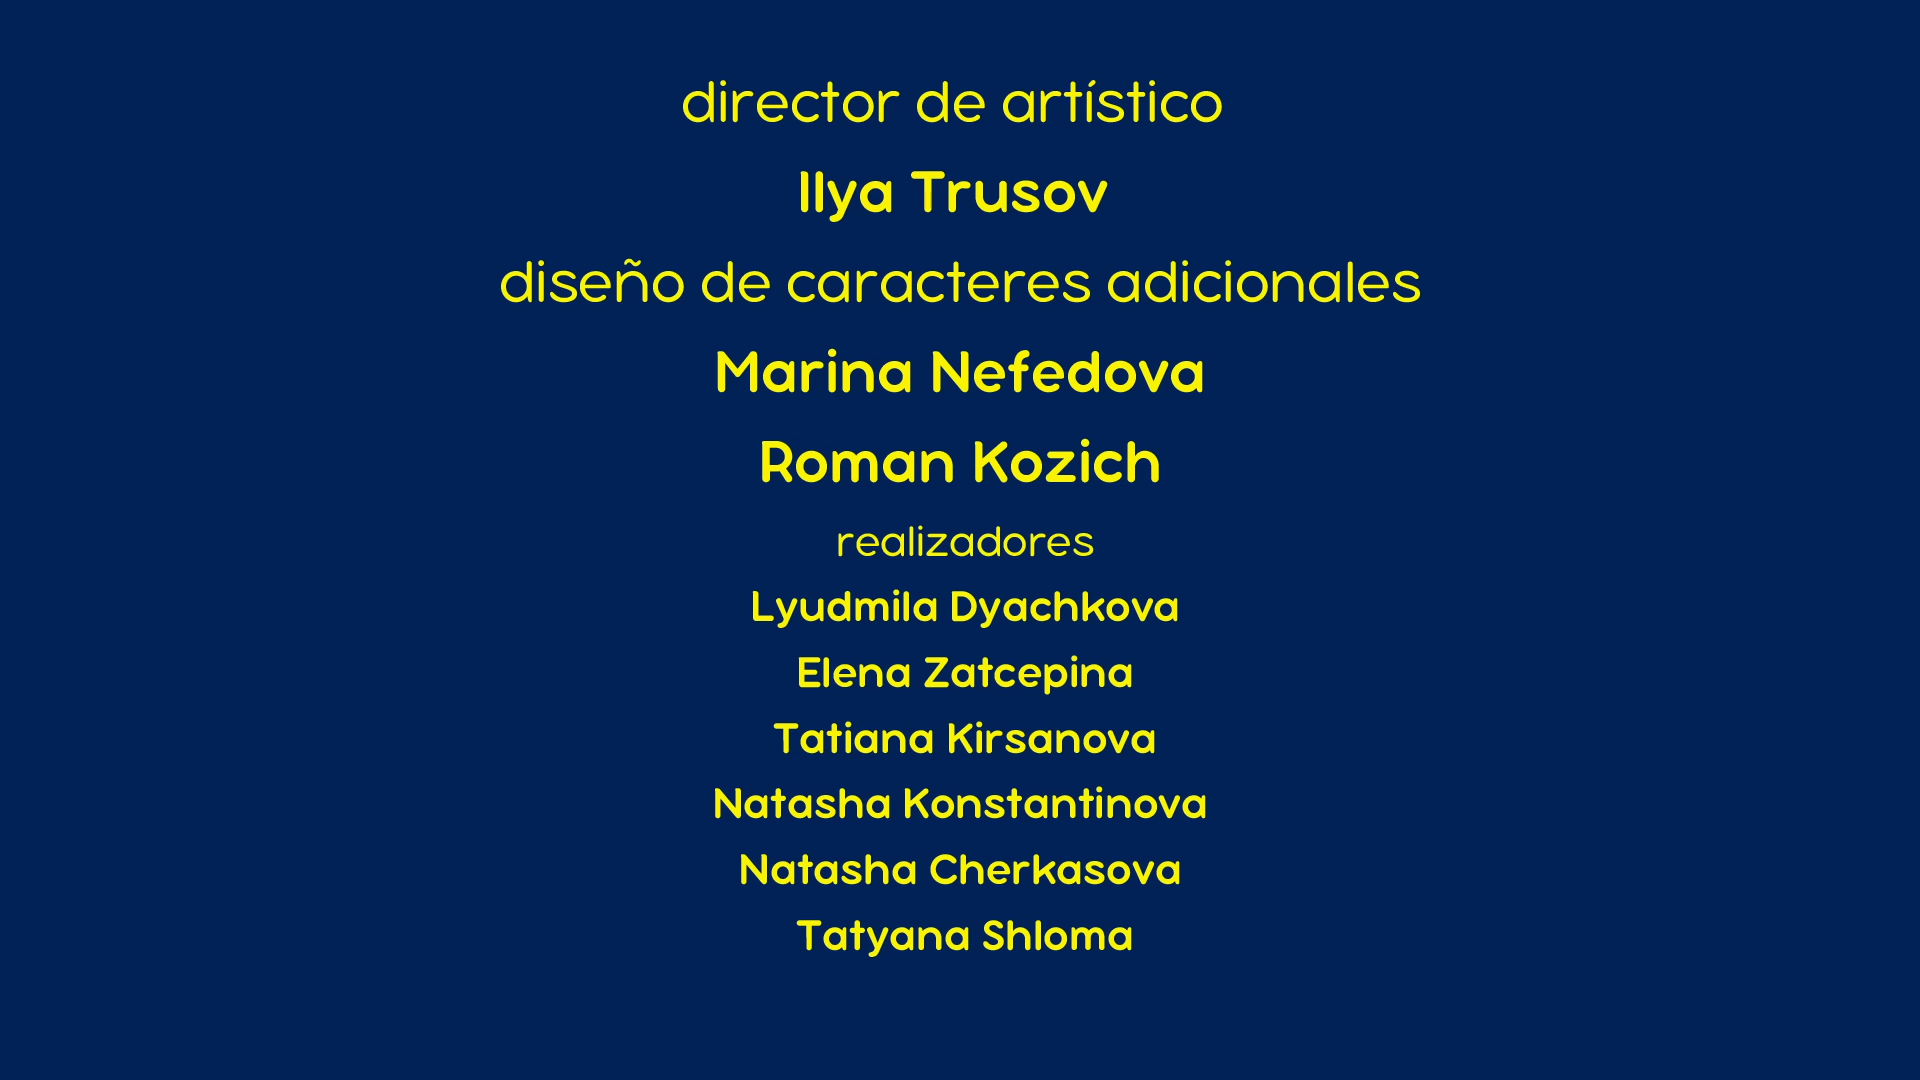 director de artístico
Ilya Trusov
diseño de caracteres adicionales
Marina Nefedova
Roman Kozich
realizadores
Lyudmila Dyachkova
Elena Zatcepina
Tatiana Kirsanova
Natasha Konstantinova
Natasha Cherkasova
Tatyana Shloma